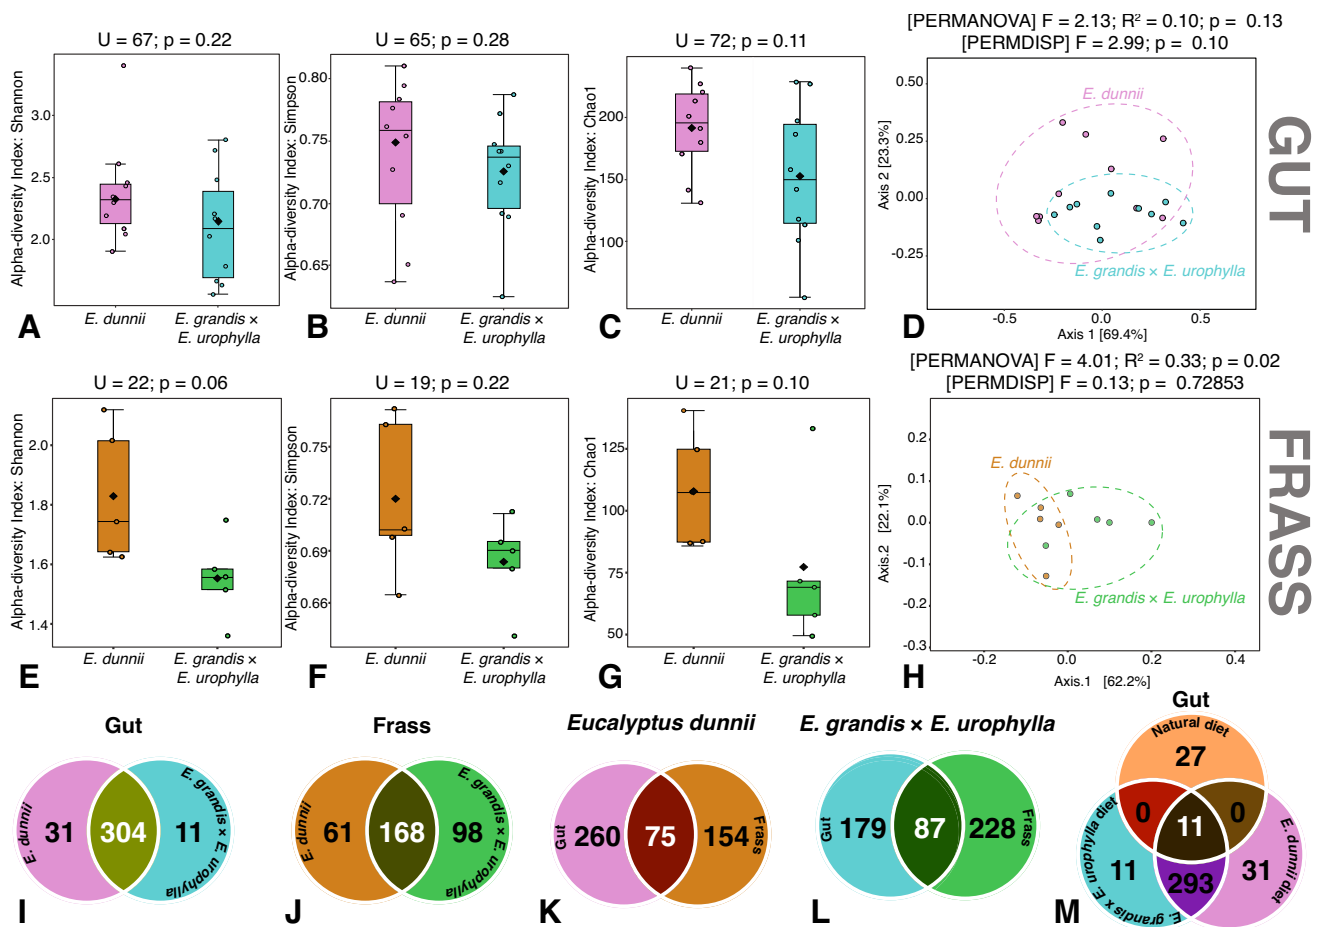 U = 67; p = 0.22
Alpha-diversity Index: Shannon
3.0
2.5
2.0
E. dunnii
E. grandis ×
E. urophylla
A
U = 65; p = 0.28
Alpha-diversity Index: Simpson
0.80
0.75
0.70
0.65
E. dunnii
E. grandis ×
E. urophylla
B
U = 72; p = 0.11
Alpha-diversity Index: Chao1
200
150
100
E. dunnii
E. grandis ×
E. urophylla
C
[PERMANOVA] F = 2.13; R² = 0.10; p = 0.13
[PERMDISP] F = 2.99; p = 0.10
Axis 2 [23.3%]
0.50
0.25
0.00
-0.25
E. dunnii
E. grandis × E. urophylla
-0.5
0.0
0.5
Axis 1 [69.4%]
D
GUT
U = 22; p = 0.06
Alpha-diversity Index: Shannon
2.0
1.8
1.6
1.4
E. dunnii
E. grandis ×
E. urophylla
E
U = 19; p = 0.22
Alpha-diversity Index: Simpson
0.75
0.72
0.69
0.66
E. dunnii
E. grandis ×
E. urophylla
F
U = 21; p = 0.10
Alpha-diversity Index: Chao1
125
100
75
50
E. dunnii
E. grandis ×
E. urophylla
G
[PERMANOVA] F = 4.01; R² = 0.33; p = 0.02
[PERMDISP] F = 0.13; p = 0.72853
Axis.2 [22.1%]
0.2
0.1
0.0
-0.1
-0.2
-0.3
E. dunnii
E. grandis × E. urophylla
-0.2
0.0
0.2
0.4
Axis.1 [62.2%]
H
FRASS
Gut
E. dunnii
31
304
11
E. grandis × E. urophylla
I
Frass
E. dunnii
61
168
98
E. grandis × E. urophylla
J
Eucalyptus dunnii
Gut
260
75
154
Frass
K
E. grandis × E. urophylla
Gut
179
87
228
Frass
L
Gut
Natural diet
27
0
11
0
11
293
31
E. grandis x E. urophylla diet
E. dunnii diet
M